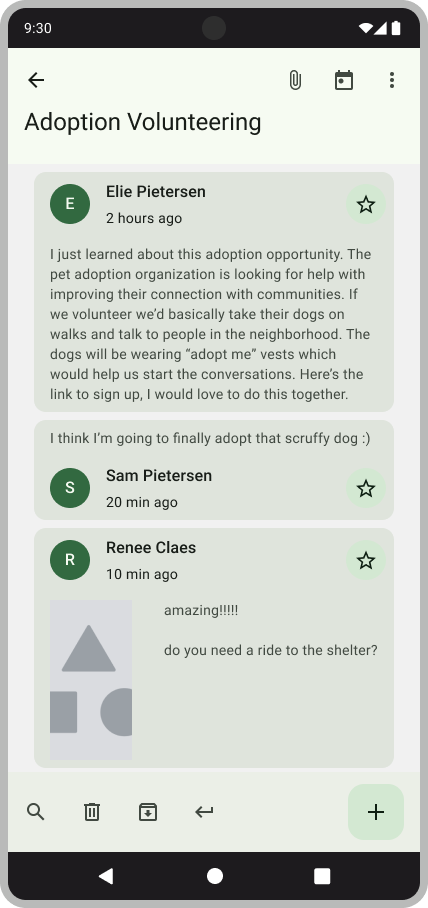 9:30
Adoption Volunteering
E
Elie Pietersen
2 hours ago
I just learned about this adoption opportunity. The
pet adoption organization is looking for help with
improving their connection with communities. If
we volunteer we’d basically take their dogs on
walks and talk to people in the neighborhood. The
dogs will be wearing “adopt me” vests which
would help us start the conversations. Here’s the
link to sign up, I would love to do this together.
I think I’m going to finally adopt that scruffy dog :)
S
Sam Pietersen
20 min ago
R
Renee Claes
10 min ago
amazing!!!!!
do you need a ride to the shelter?